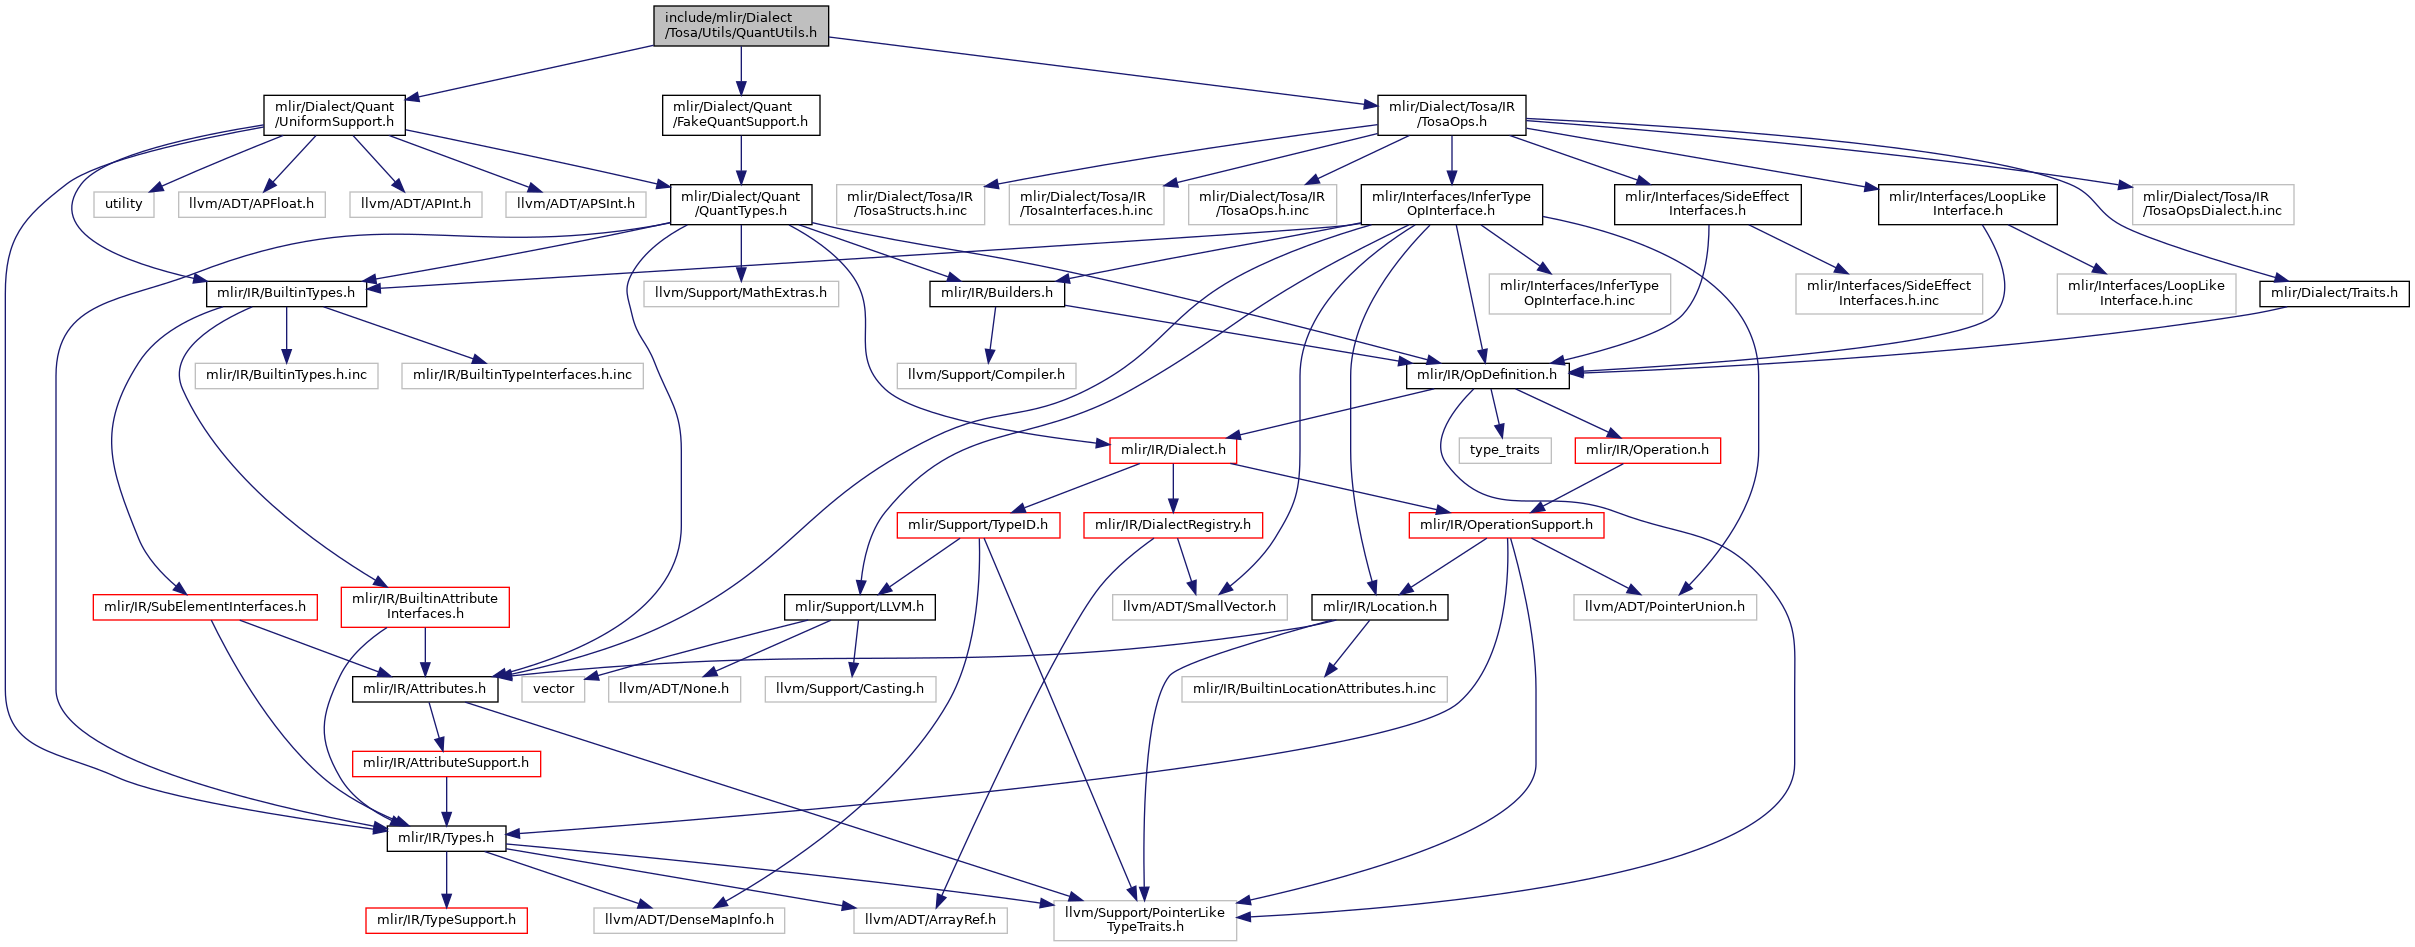 include/mlir/Dialect
/Tosa/Utils/QuantUtils.h
mlir/Dialect/Quant
/UniformSupport.h
mlir/Dialect/Quant
/FakeQuantSupport.h
mlir/Dialect/Tosa/IR
/TosaOps.h
utility
llvm/ADT/APFloat.h
llvm/ADT/APInt.h
llvm/ADT/APSInt.h
mlir/Dialect/Quant
/QuantTypes.h
mlir/Dialect/Tosa/IR
/TosaStructs.h.inc
mlir/Dialect/Tosa/IR
/TosaInterfaces.h.inc
mlir/Dialect/Tosa/IR
/TosaOps.h.inc
mlir/Interfaces/InferType
OpInterface.h
mlir/Interfaces/SideEffect
Interfaces.h
mlir/Interfaces/LoopLike
Interface.h
mlir/Dialect/Tosa/IR
/TosaOpsDialect.h.inc
mlir/IR/BuiltinTypes.h
llvm/Support/MathExtras.h
mlir/IR/Builders.h
mlir/Interfaces/InferType
OpInterface.h.inc
mlir/Interfaces/SideEffect
Interfaces.h.inc
mlir/Interfaces/LoopLike
Interface.h.inc
mlir/Dialect/Traits.h
mlir/IR/BuiltinTypes.h.inc
mlir/IR/BuiltinTypeInterfaces.h.inc
llvm/Support/Compiler.h
mlir/IR/OpDefinition.h
mlir/IR/Dialect.h
type_traits
mlir/IR/Operation.h
mlir/Support/TypeID.h
mlir/IR/DialectRegistry.h
mlir/IR/OperationSupport.h
mlir/IR/SubElementInterfaces.h
mlir/IR/BuiltinAttribute
Interfaces.h
mlir/Support/LLVM.h
llvm/ADT/SmallVector.h
mlir/IR/Location.h
llvm/ADT/PointerUnion.h
mlir/IR/Attributes.h
vector
llvm/ADT/None.h
llvm/Support/Casting.h
mlir/IR/BuiltinLocationAttributes.h.inc
mlir/IR/AttributeSupport.h
mlir/IR/Types.h
mlir/IR/TypeSupport.h
llvm/ADT/DenseMapInfo.h
llvm/ADT/ArrayRef.h
llvm/Support/PointerLike
TypeTraits.h